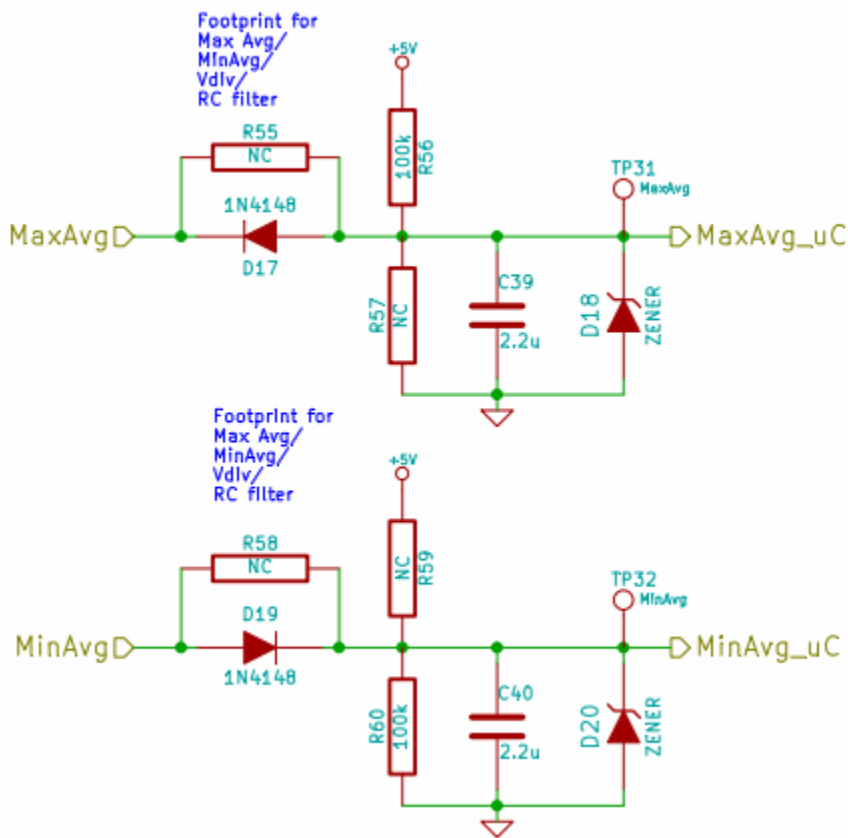 Footprint for
Max Avg/
MinAvg/
Vdiv/
RC filter
+5V
R55
NC
100k
R56
TP31
MaxAvg
1N4148
MaxAvg
MaxAvg_uC
D17
R57
NC
C39
2.2u
D18
ZENER
Footprint for
Max Avg/
MinAvg/
Vdiv/
RC filter
+5V
R58
NC
NC
R59
TP32
MinAvg
D19
MinAvg
MinAvg_uC
1N4148
R60
100k
C40
2.2u
D20
ZENER